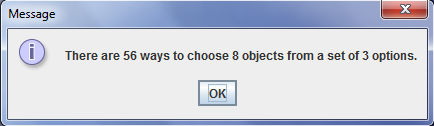 Message
There are 56 ways to choose 8 objects from a set of 3 options.
OK